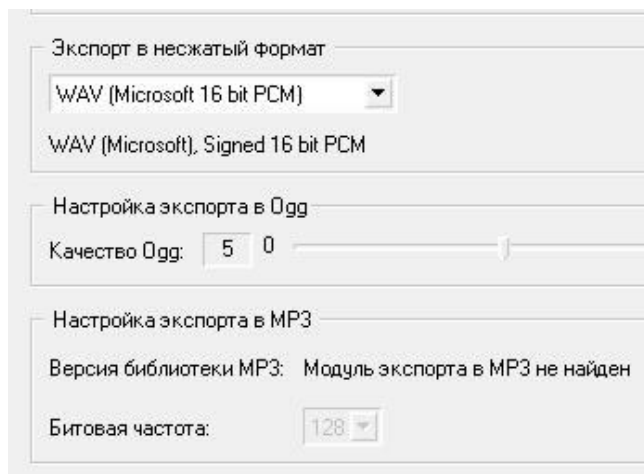 Экспорт в несжатый формат
WAV (Microsoft 16 bit PCM)
WAV (Microsoft), Signed 16 bit PCM
Настройка экспорта в Ogg
Качество Ogg: 5 0
Настройка экспорта в MP3
Версия библиотеки MP3: Модуль экспорта в MP3 не найден
Битовая частота: 128